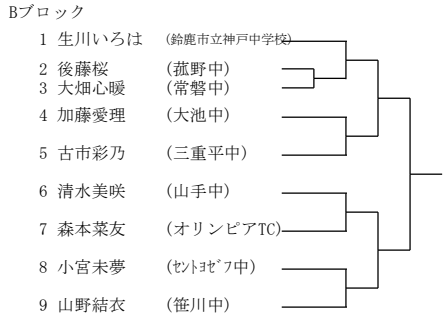 Bブロック
1 生川いろは (鈴鹿市立神戸中学校)
2 後藤桜 (菰野中)
3 大畑心暖 (常磐中)
4 加藤愛理 (大池中)
5 古市彩乃 (三重平中)
6 清水美咲 (山手中)
7 森本菜友 (オリンピアTC)
8 小宮未夢 (ｾﾝﾄﾖｾﾞﾌ中)
9 山野結衣 (笹川中)